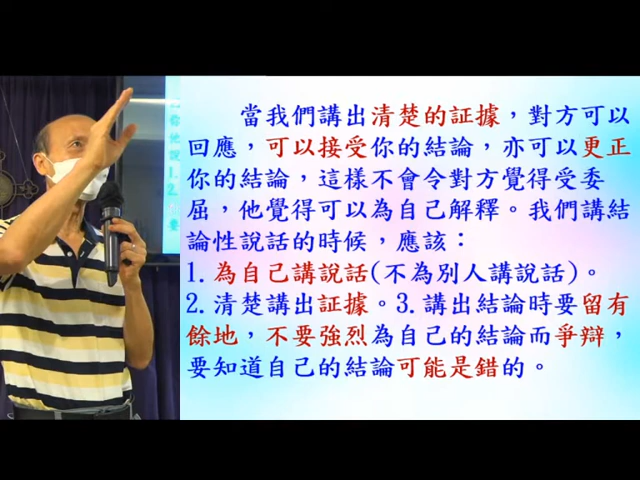 當我們講出清楚的証據，對方可以
回應，可以接受你的結論，亦可以更正
你的結論，這樣不會令對方覺得受委
屈，他覺得可以為自己解釋。我們講結
論性說話的時候，應該：
1.為自己講說話(不為別人講說話)。
2.清楚講出証據。3.講出結論時要留有
餘地，不要強烈為自己的結論而爭辯，
要知道自己的結論可能是錯的。
你
他
說
1.
2.
要